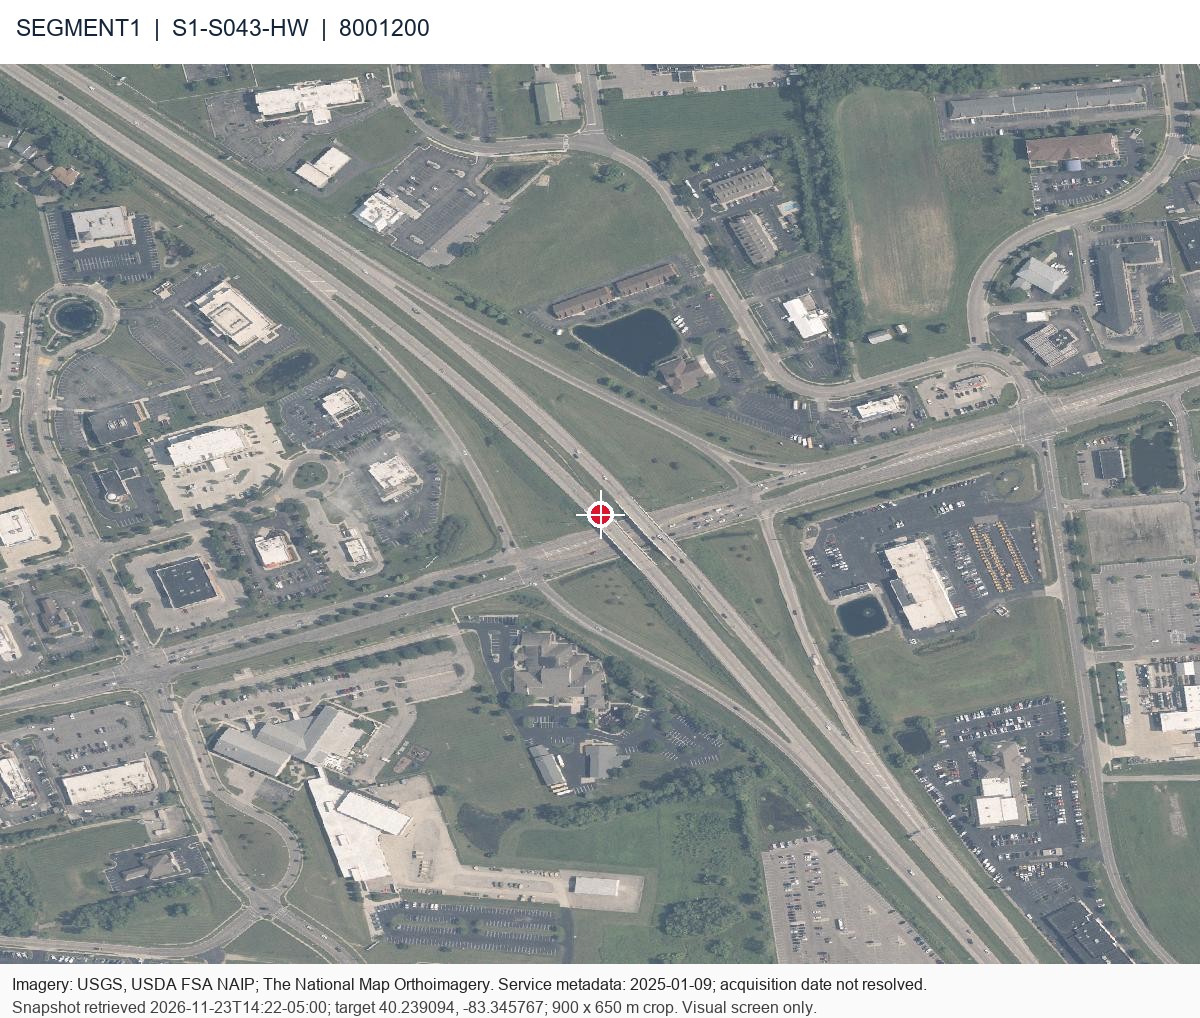 SEGMENT1 | S1-S043-HW | 8001200
Imagery: USGS, USDA FSA NAIP; The National Map Orthoimagery. Service metadata: 2025-01-09; acquisition date not resolved.
Snapshot retrieved 2026-11-23T14:22-05:00; target 40.239094, -83.345767; 900 x 650 m crop. Visual screen only.